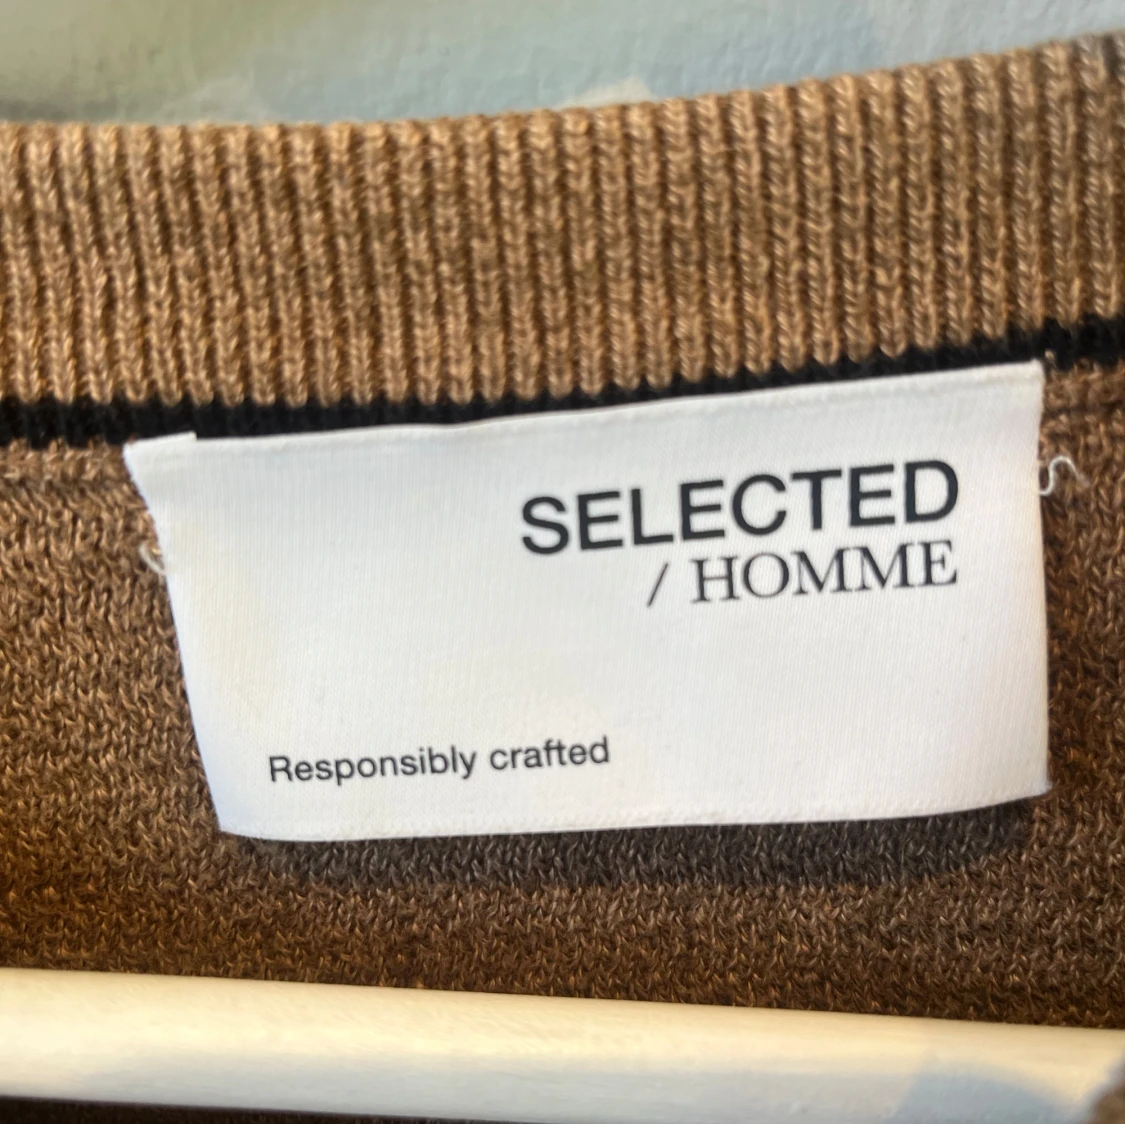 SELECTED
/ HOMME
Responsibly crafted